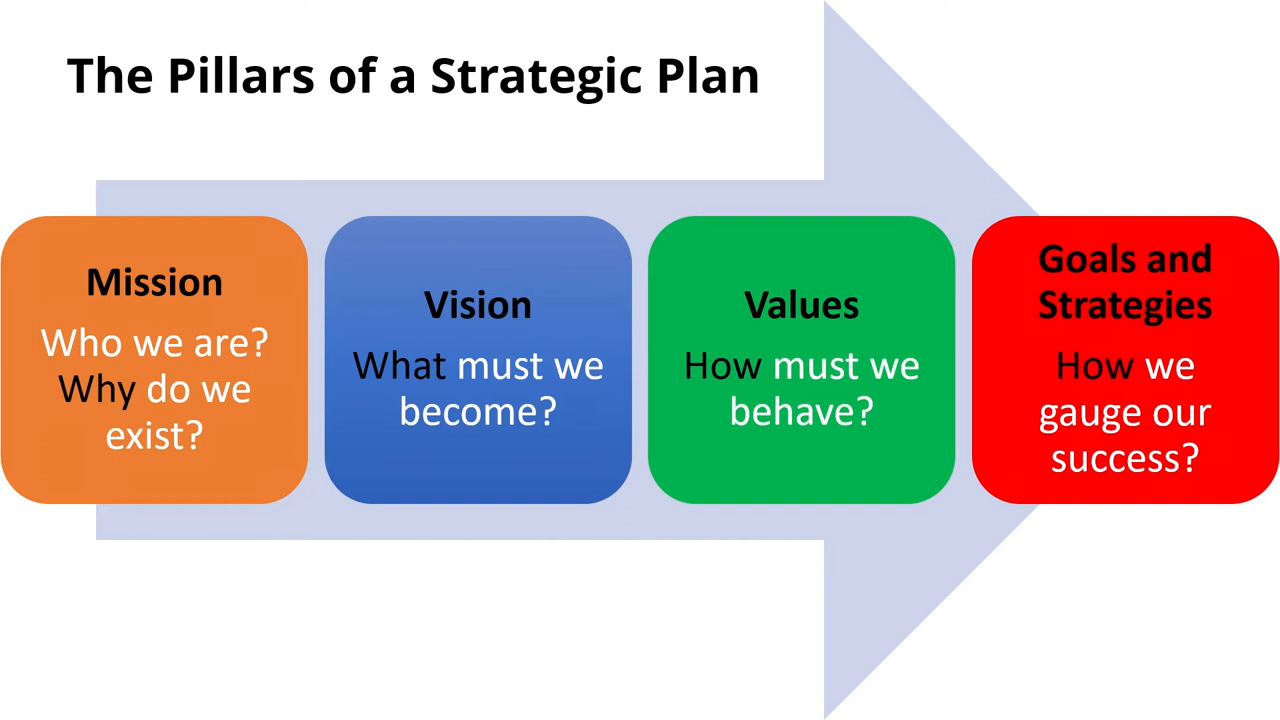 The Pillars of a Strategic Plan
Mission
Who we are?
Why do we
exist?
Vision
What must we
become?
Values
How must we
behave?
Goals and
Strategies
How we
gauge our
success?